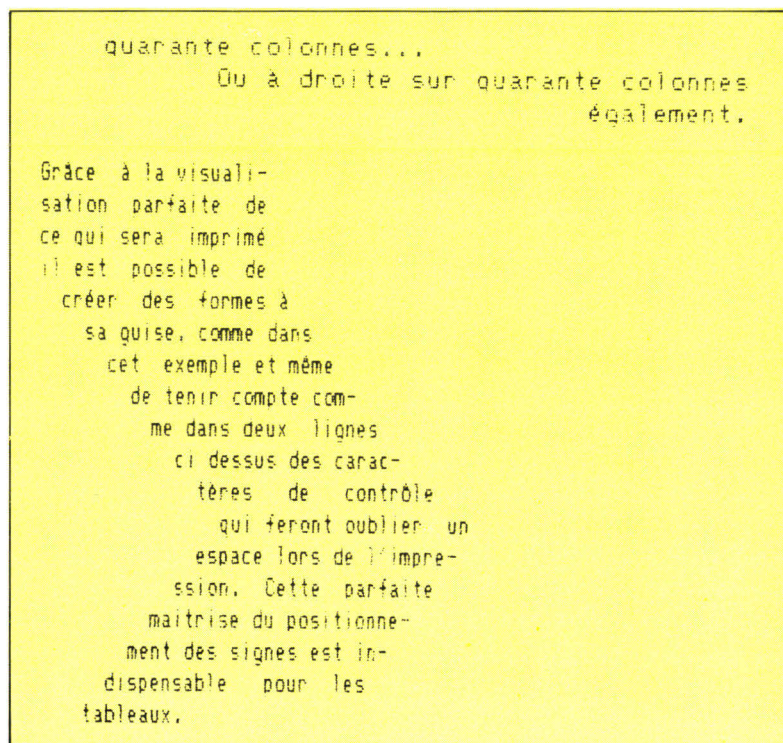 quarante colonnes...
Ou à droite sur quarante colonnes
également.
Grâce à la visuali-
sation parfaite de
ce qui sera imprimé
il est possible de
créer des formes à
sa guise, comme dans
cet exemple et même
de tenir compte com-
me dans deux lignes
ci dessus des carac-
tères de contrôle
qui feront oublier un
espace lors de l'impre-
ssion. Cette parfaite
maitrise du positionne-
ment des signes est in-
dispensable pour les
tableaux.